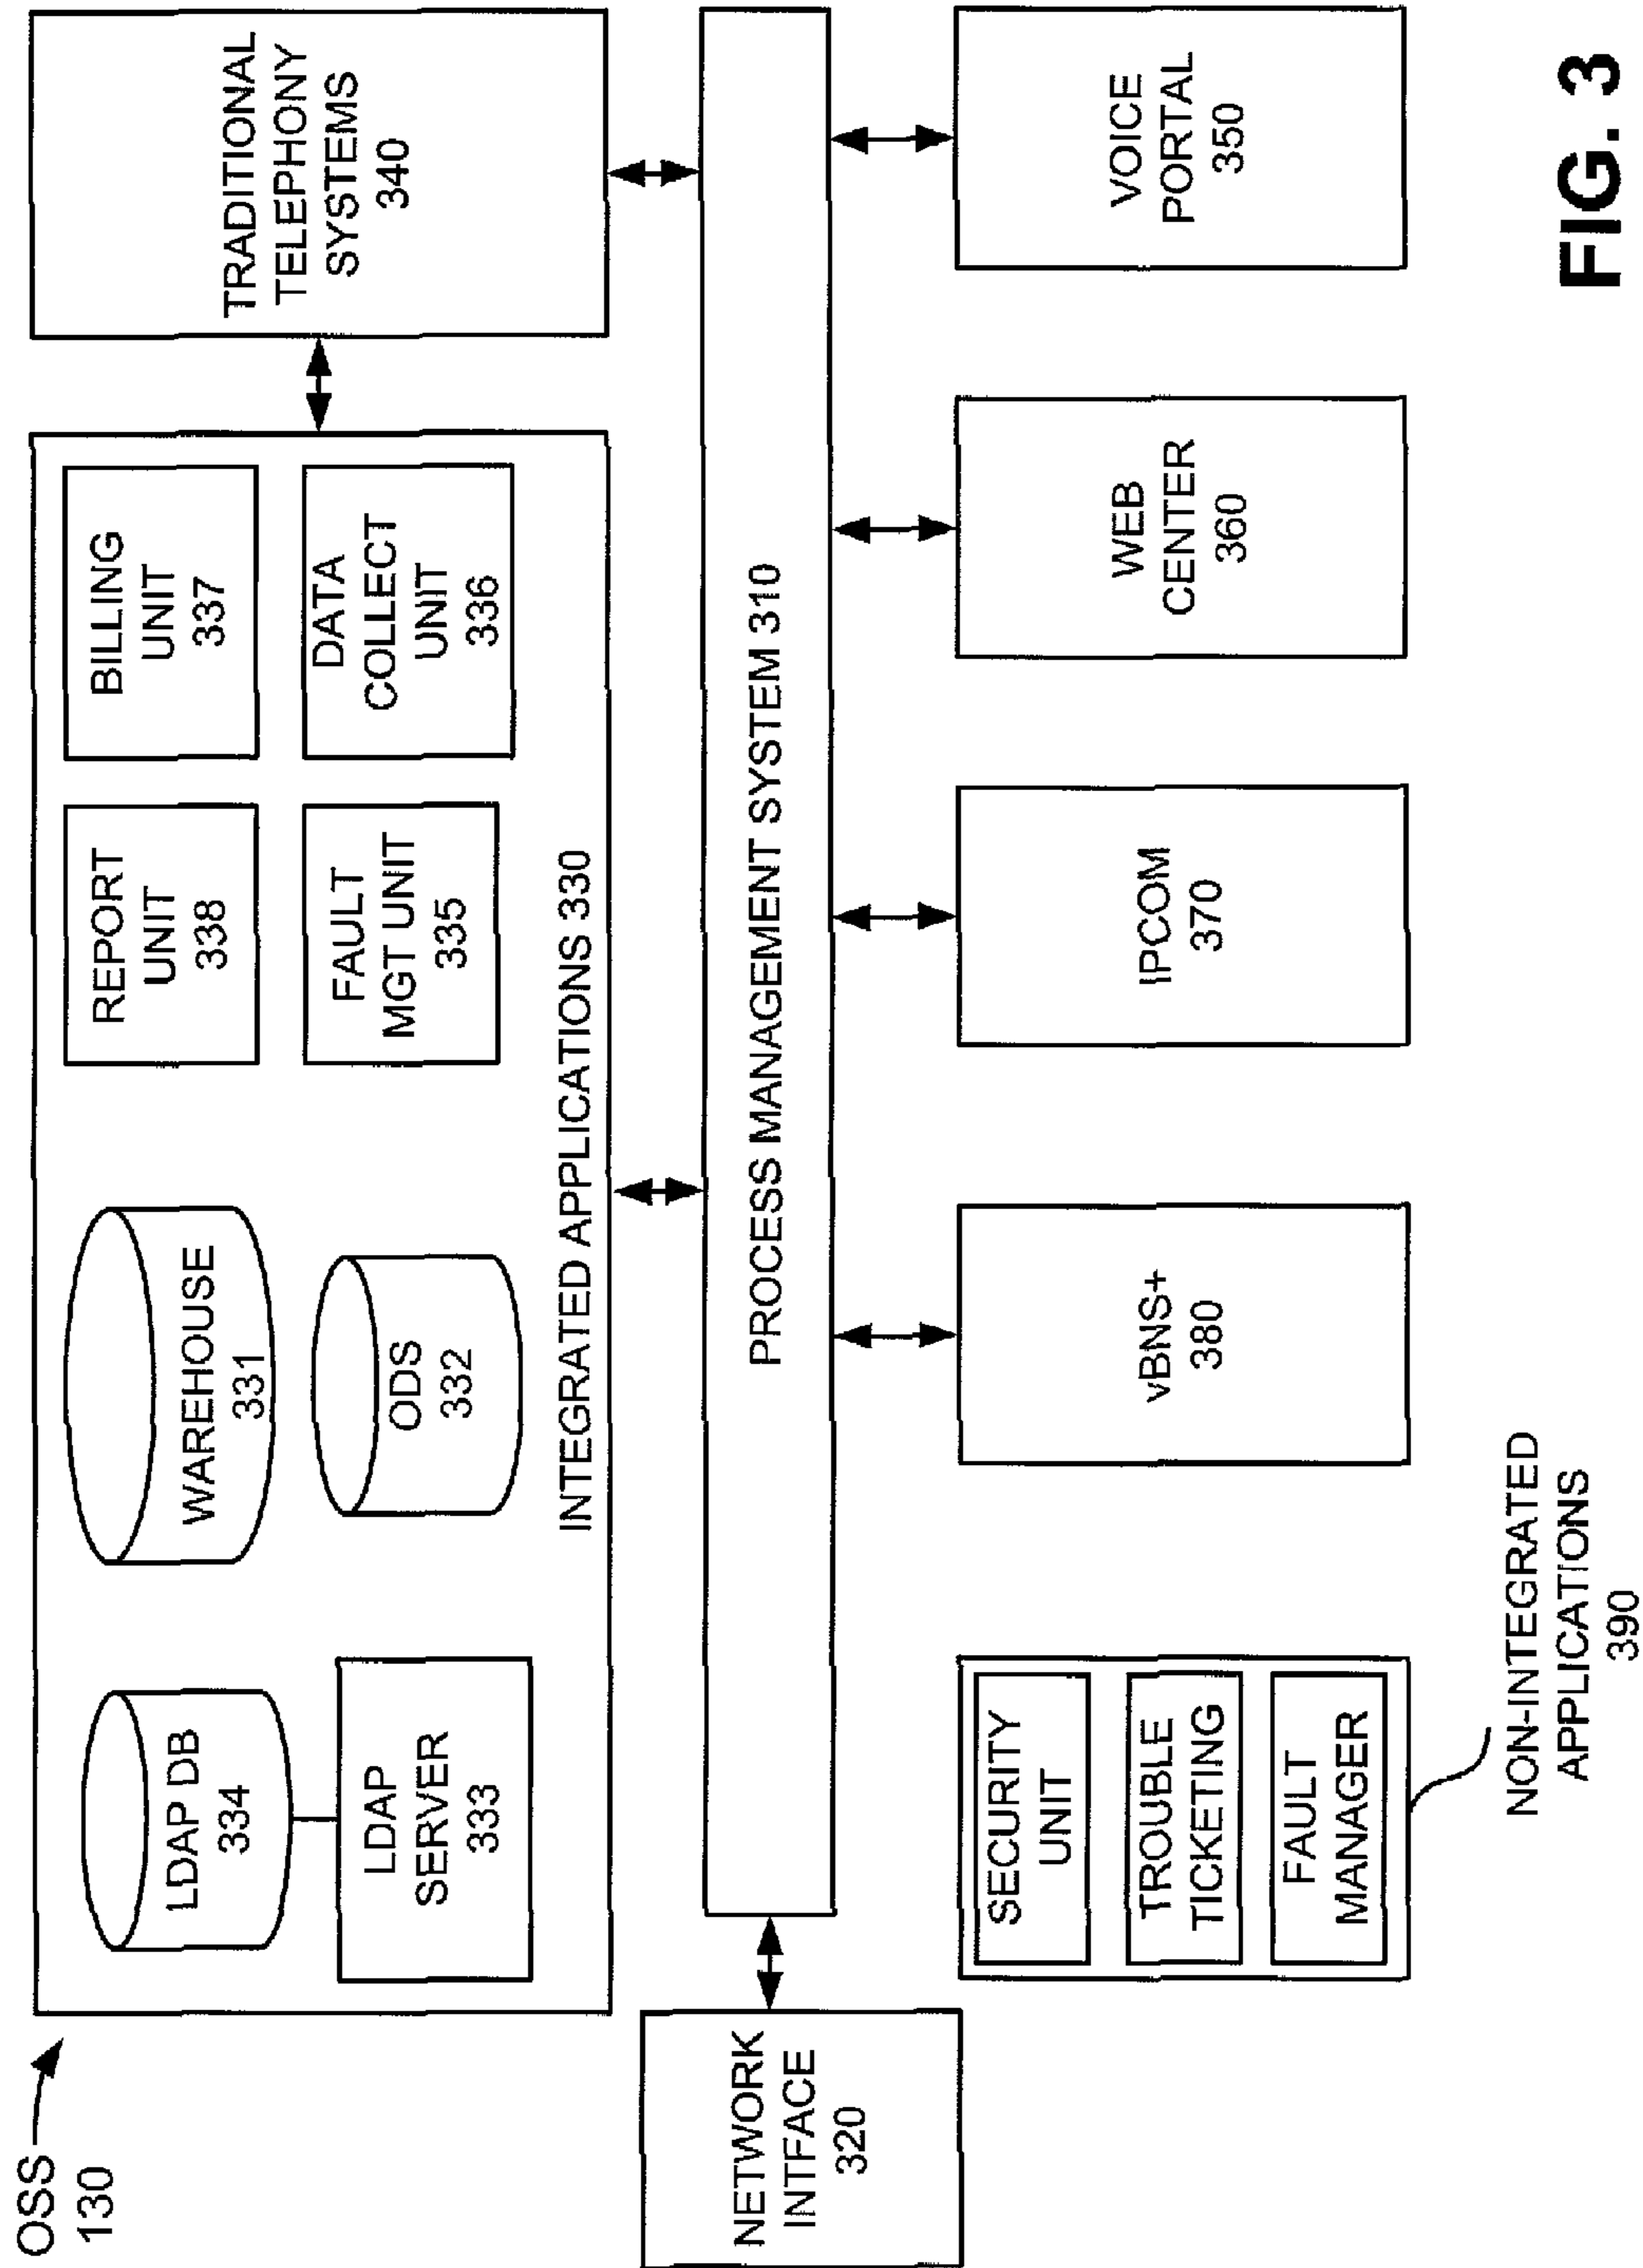 OSS
130
LDAP DB
334
LDAP
SERVER
333
WAREHOUSE
331
ODS
332
REPORT
UNIT
338
FAULT
MGT UNIT
335
BILLING
UNIT
337
DATA
COLLECT
UNIT
336
INTEGRATED APPLICATIONS 330
TRADITIONAL
TELEPHONY
SYSTEMS
340
NETWORK
INTFACE
320
PROCESS MANAGEMENT SYSTEM 310
SECURITY
UNIT
TROUBLE
TICKETING
FAULT
MANAGER
NON-INTEGRATED
APPLICATIONS
390
vBNS+
380
IPCOM
370
WEB
CENTER
360
VOICE
PORTAL
350
FIG. 3